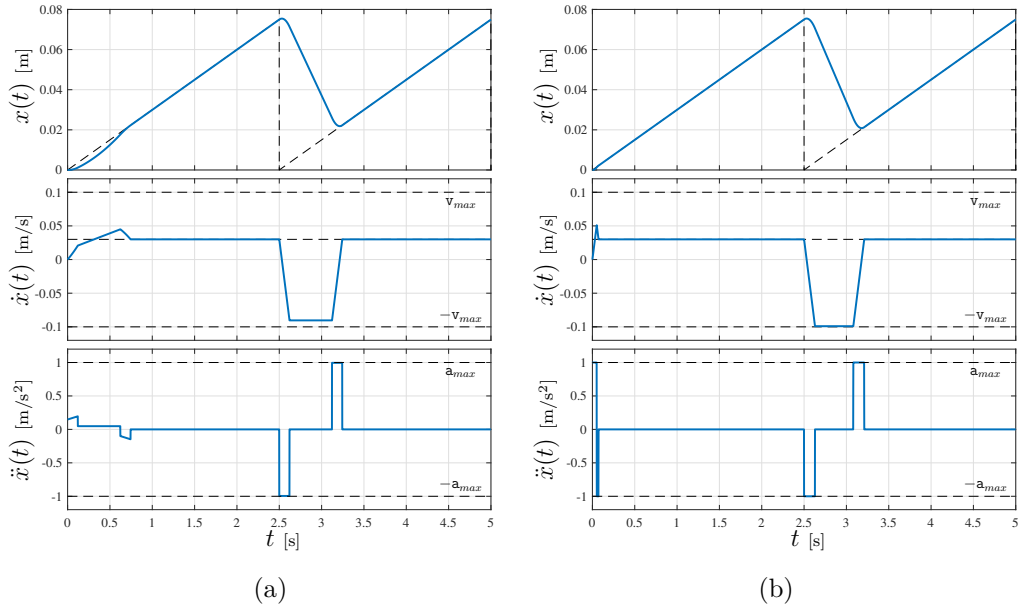 0.08
0.06
0.04
0.02
0
x(t) [m]
0.1
0.05
0
-0.05
-0.1
ẋ(t) [m/s]
v_max
−v_max
1
0.5
0
-0.5
-1
ẍ(t) [m/s²]
a_max
−a_max
0 0.5 1 1.5 2 2.5 3 3.5 4 4.5 5
t [s]
(a)
0.08
0.06
0.04
0.02
0
x(t) [m]
0.1
0.05
0
-0.05
-0.1
ẋ(t) [m/s]
v_max
−v_max
1
0.5
0
-0.5
-1
ẍ(t) [m/s²]
a_max
−a_max
0 0.5 1 1.5 2 2.5 3 3.5 4 4.5 5
t [s]
(b)